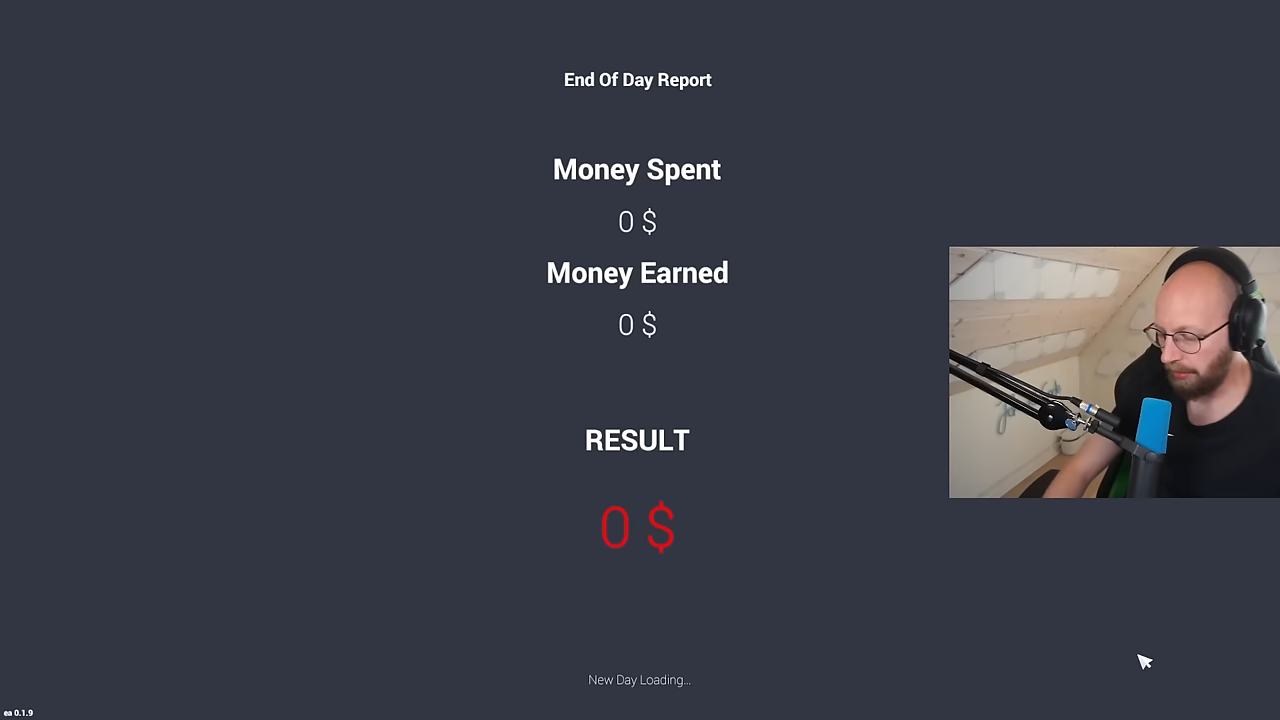 End Of Day Report
Money Spent
0 $
Money Earned
0 $
RESULT
0 $
New Day Loading...
ea 0.1.9